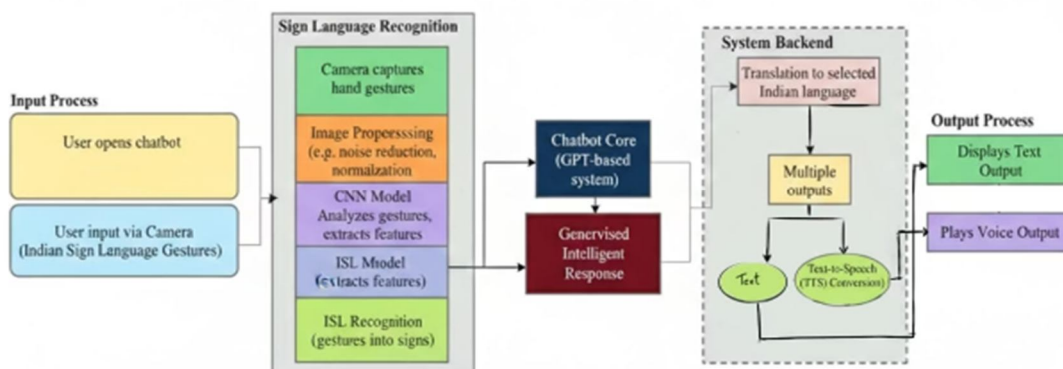 Input Process
User opens chatbot
User input via Camera
(Indian Sign Language Gestures)
Sign Language Recognition
Camera captures
hand gestures
Image Propeesssing
(e.g. noise reduction,
normalzation)
CNN Model
Analyzes gestures,
extracts features
ISL Model
(extracts features)
ISL Recognition
(gestures into signs)
Chatbot Core
(GPT-based
system)
Genervised
Intelligent
Response
System Backend
Translation to selected
Indian language
Multiple
outputs
Text
Text-to-Speech
(TTS) Conversion)
Output Process
Displays Text
Output
Plays Voice Output